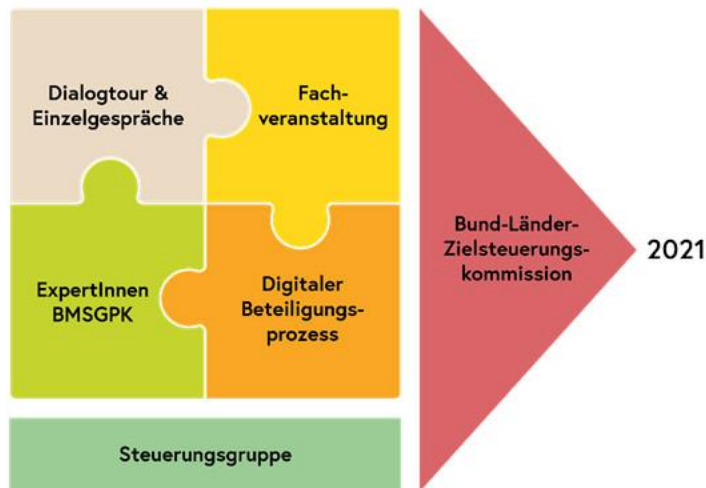 Dialogtour &
Einzelgespräche
Fach-
veranstaltung
ExpertInnen
BMSGPK
Digitaler
Beteiligungs-
prozess
Steuerungsgruppe
Bund-Länder-
Zielsteuerungs-
kommission
2021